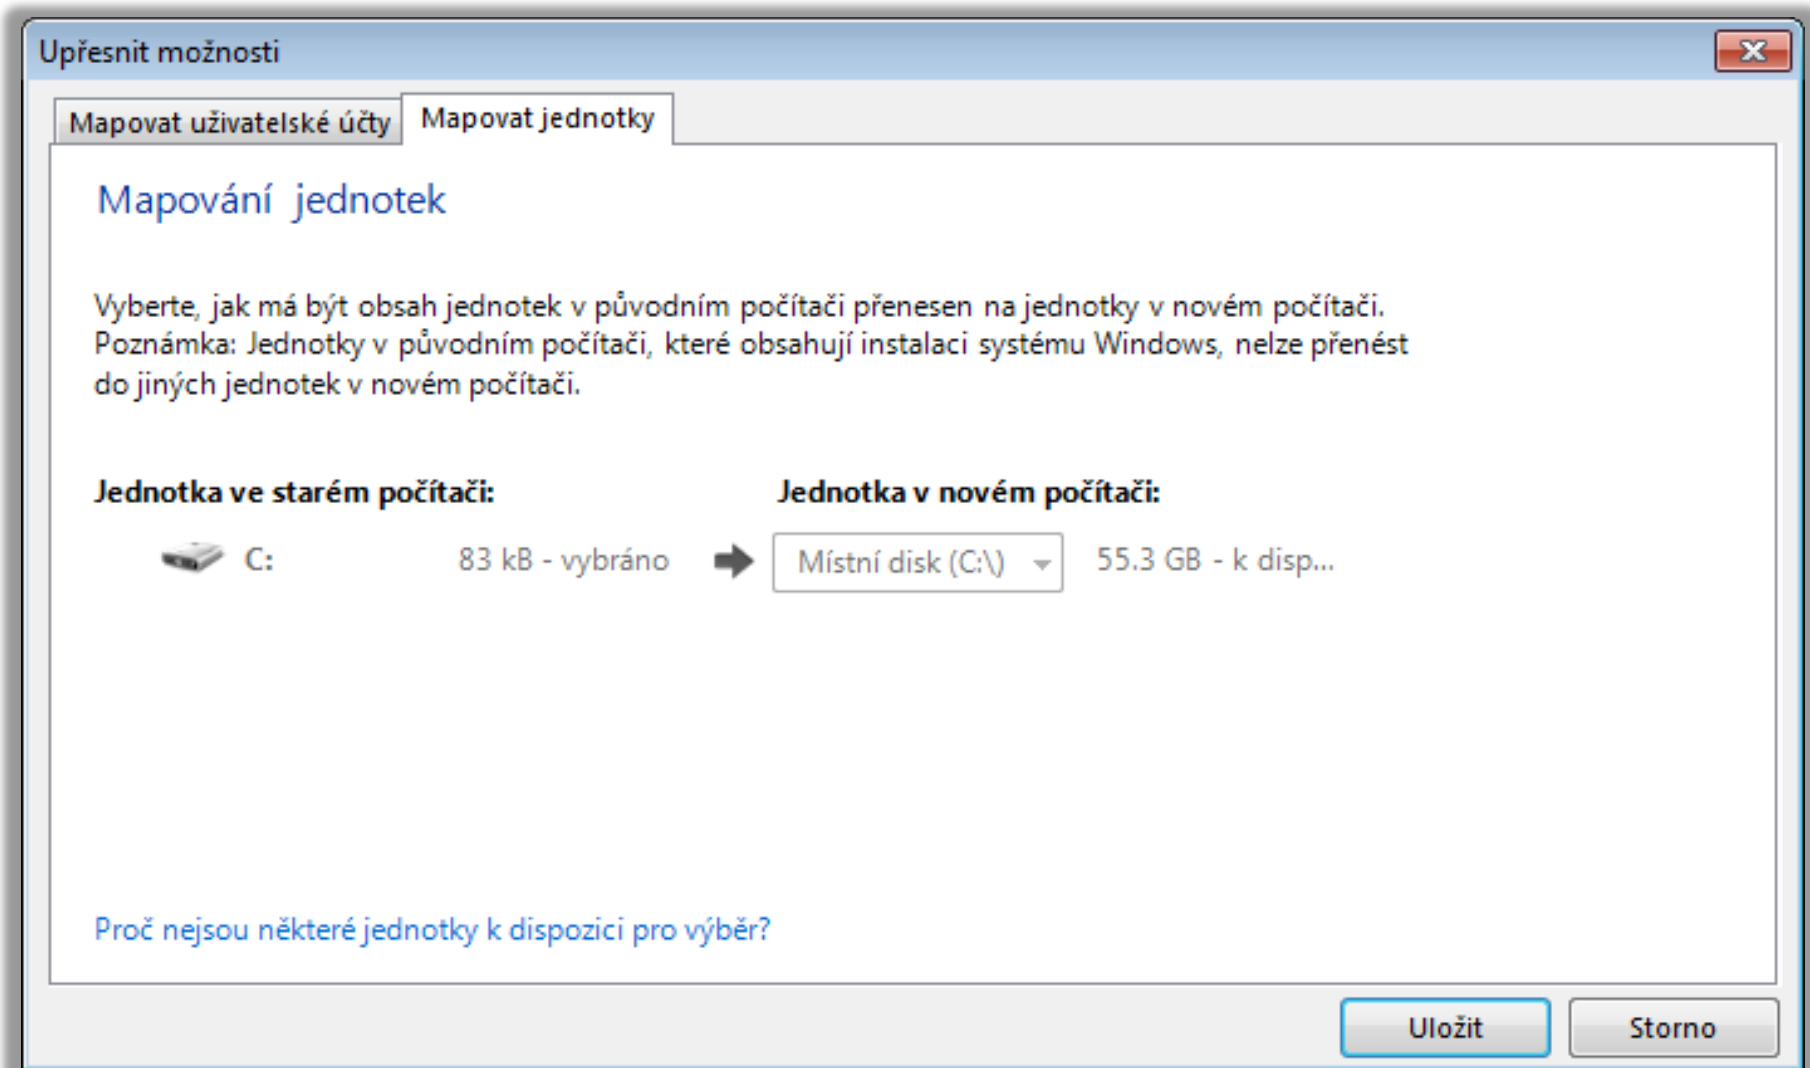 Upřesnit možnosti
Mapovat uživatelské účty
Mapovat jednotky
Mapování jednotek
Vyberte, jak má být obsah jednotek v původním počítači přenesen na jednotky v novém počítači.
Poznámka: Jednotky v původním počítači, které obsahují instalaci systému Windows, nelze přenést
do jiných jednotek v novém počítači.
Jednotka ve starém počítači:
Jednotka v novém počítači:
C:
83 kB - vybráno
Místní disk (C:\)
55.3 GB - k disp...
Proč nejsou některé jednotky k dispozici pro výběr?
Uložit
Storno